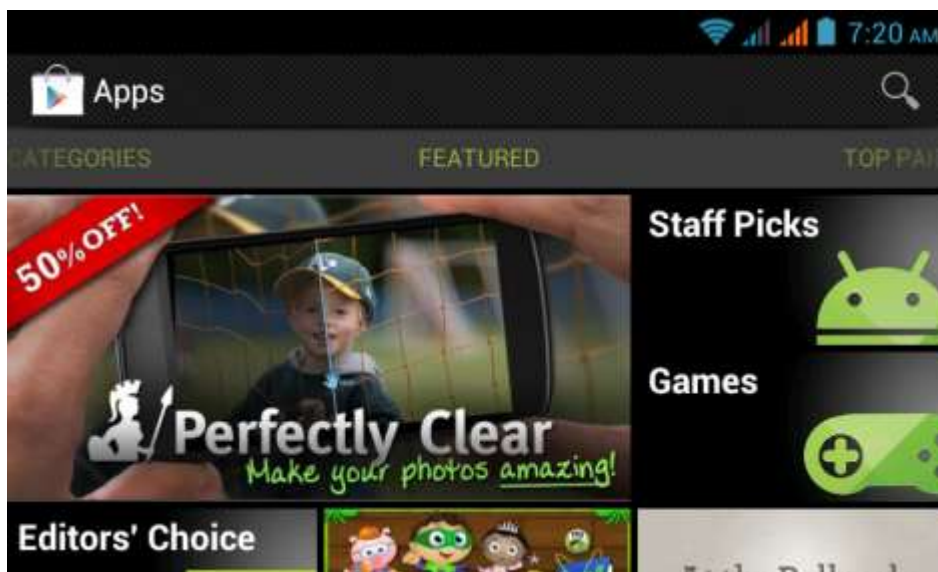 7:20 AM
Apps
CATEGORIES
FEATURED
TOP
50% OFF!
Staff Picks
Games
Perfectly Clear
Make your photos amazing!
Editors' Choice